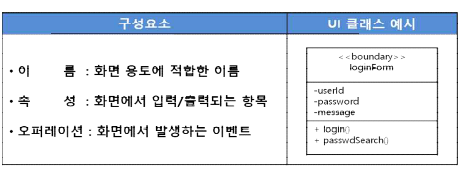 구성요소
UI 클래스 예시
• 이 름 : 화면 용도에 적합한 이름
• 속 성 : 화면에서 입력/출력되는 항목
• 오퍼레이션 : 화면에서 발생하는 이벤트
<<boundary>>
loginForm
-userId
-password
-message
+ login()
+ passwdSearch()